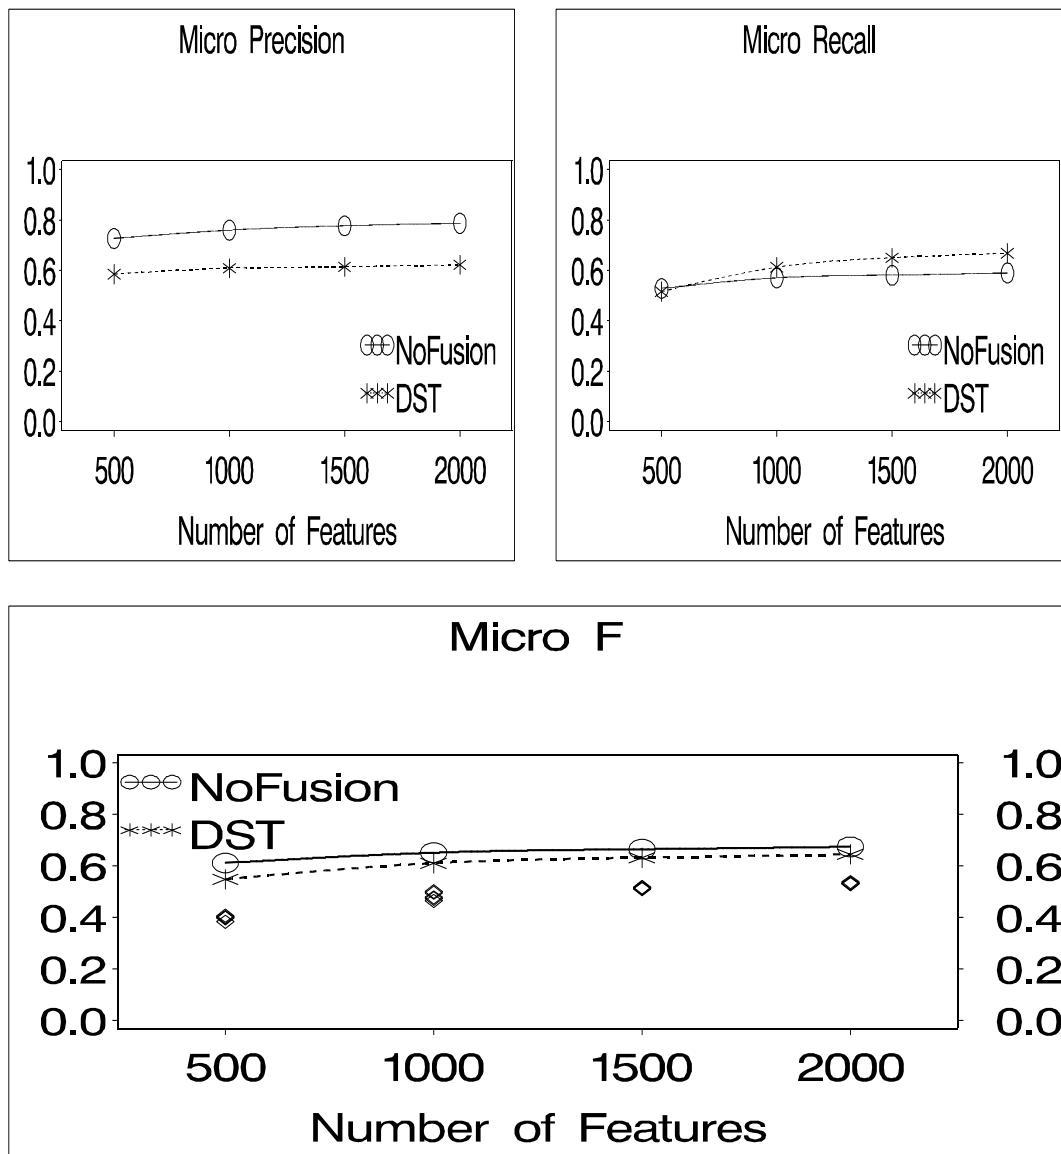 Micro Precision
1.0
0.8
0.6
0.4
0.2
0.0
NoFusion
DST
500 1000 1500 2000
Number of Features
Micro Recall
1.0
0.8
0.6
0.4
0.2
0.0
NoFusion
DST
500 1000 1500 2000
Number of Features
Micro F
1.0 1.0
NoFusion
0.8 0.8
DST
0.6 0.6
0.4 0.4
0.2 0.2
0.0 0.0
500 1000 1500 2000
Number of Features